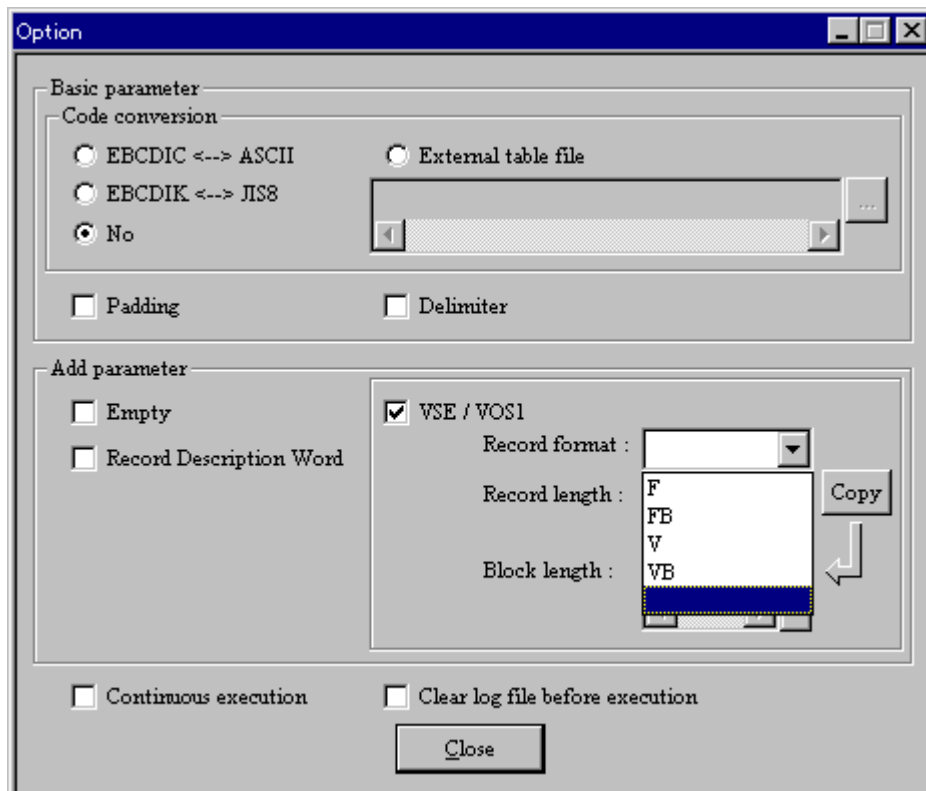 Option
Basic parameter
Code conversion
EBCDIC <--> ASCII
External table file
EBCDIK <--> JIS8
...
No
Padding
Delimiter
Add parameter
Empty
VSE / VOS1
Record Description Word
Record format :
Record length :
Copy
F
FB
V
VB
Block length :
Continuous execution
Clear log file before execution
Close